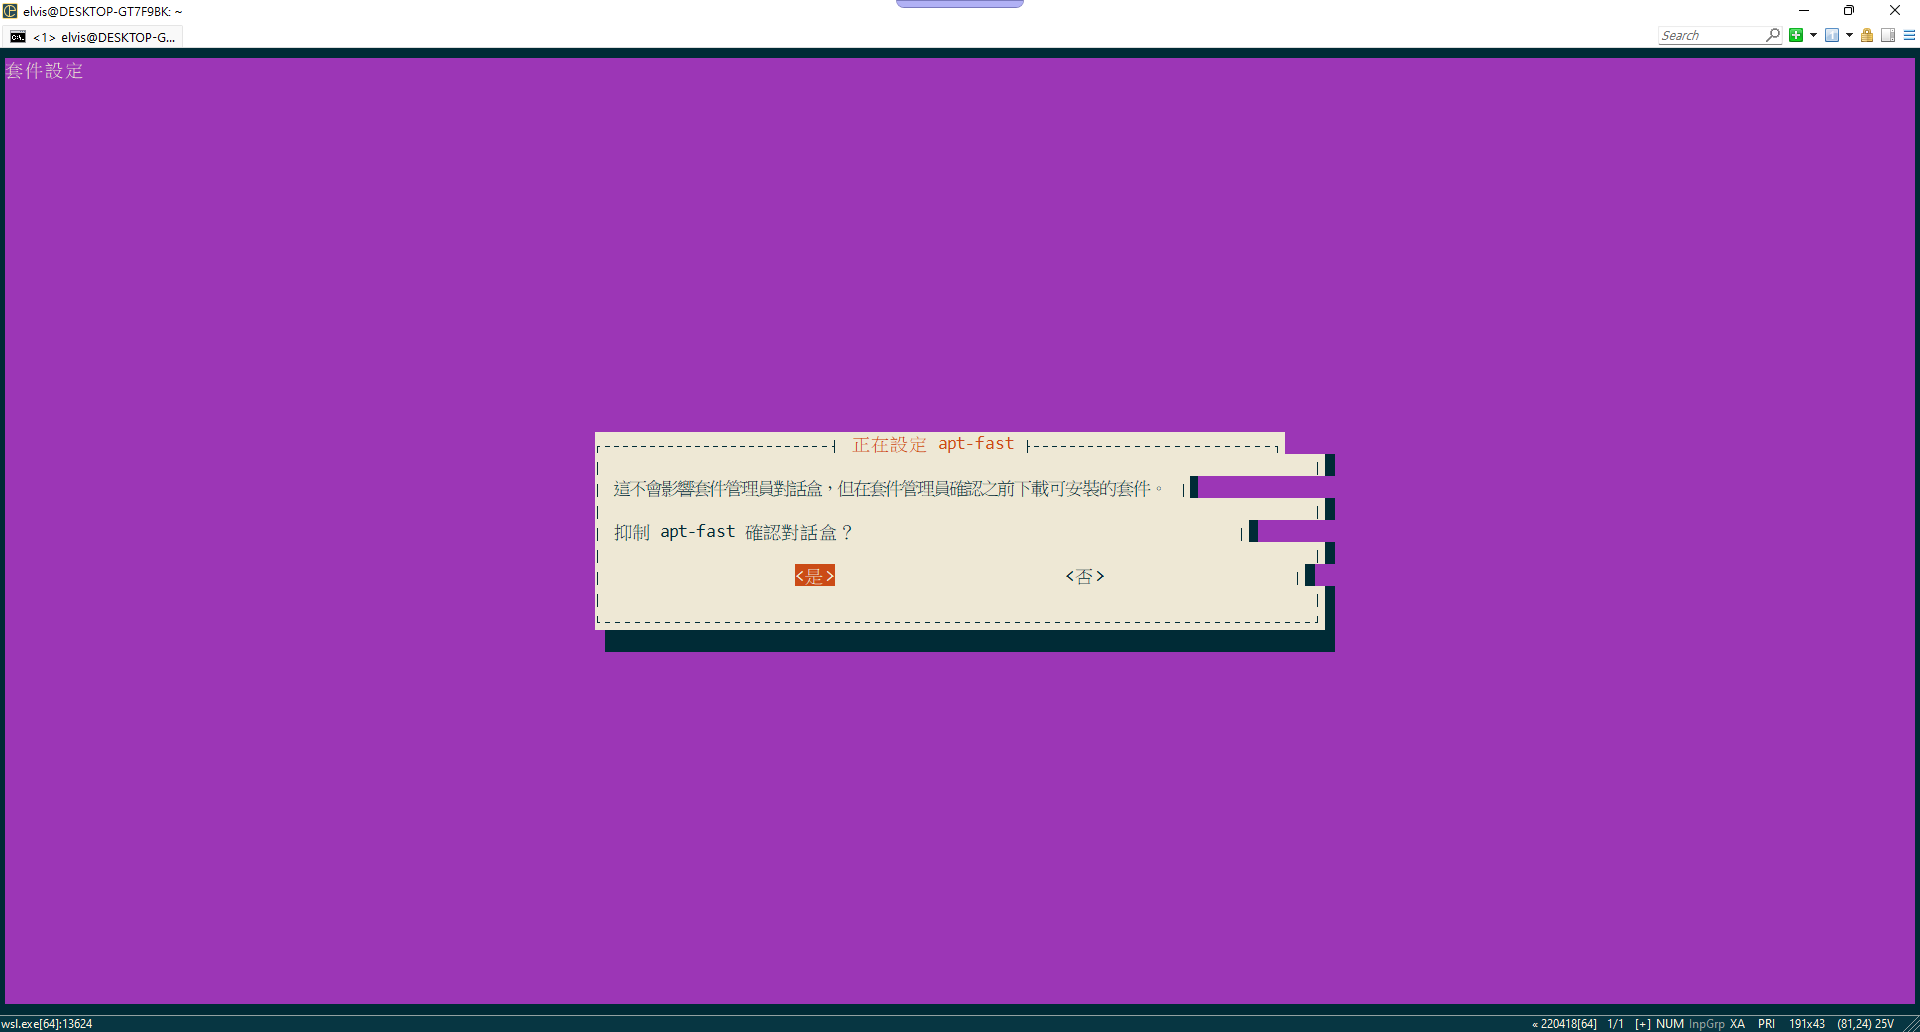 elvis@DESKTOP-GT7F9BK: ~
<1> elvis@DESKTOP-G...
Search
套件設定
正在設定 apt-fast
這不會影響套件管理員對話盒，但在套件管理員確認之前下載可安裝的套件。
抑制 apt-fast 確認對話盒？
<是> <否>
wsl.exe[64]:13624
« 220418[64] 1/1 [+] NUM InpGrp XA PRI 191x43 (81,24) 25V